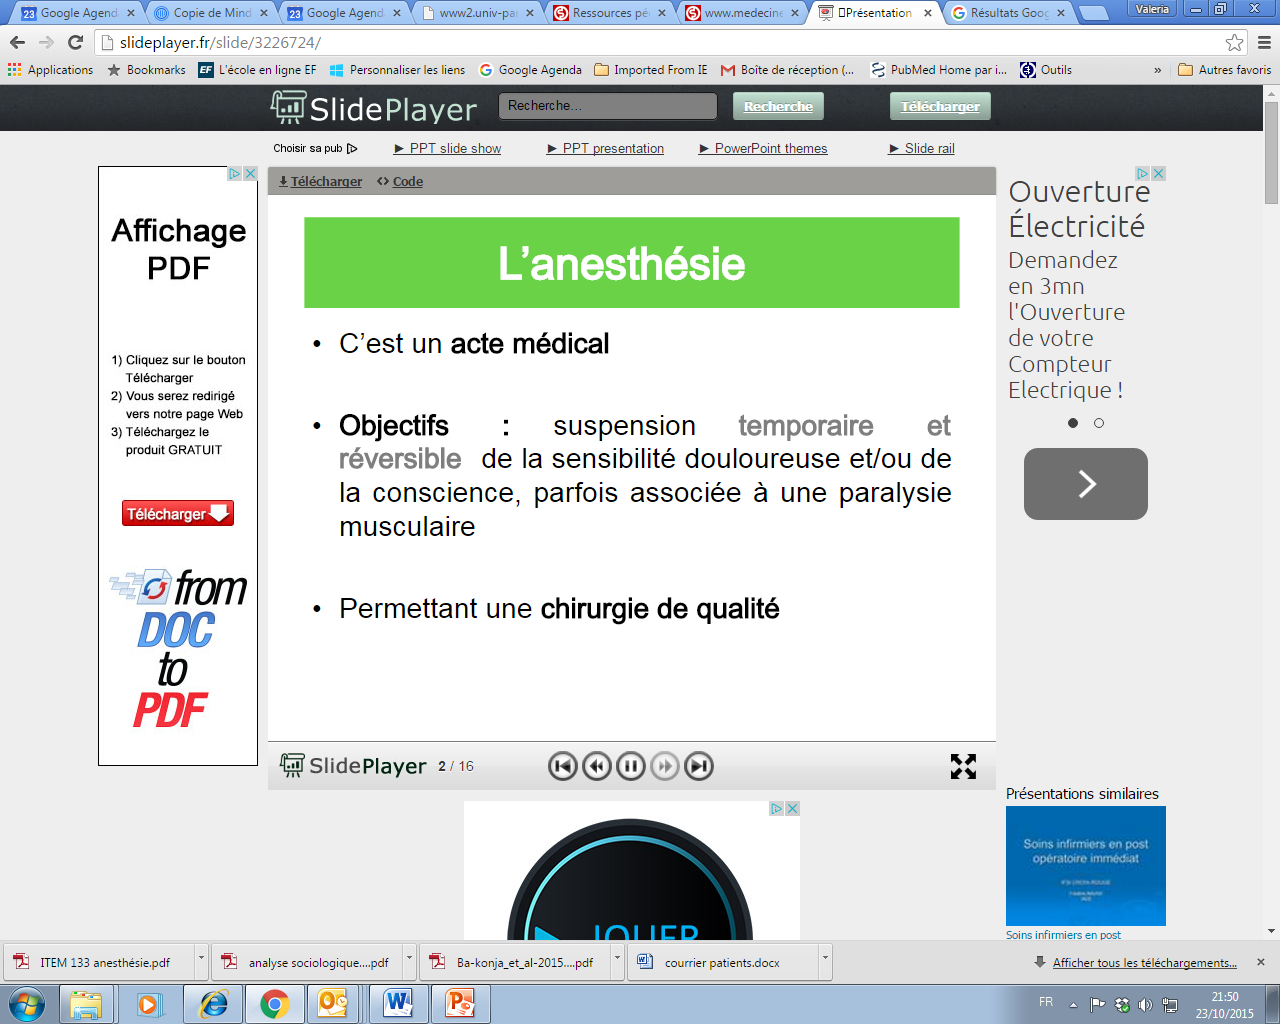 Google Agend
Copie de Mind
Google Agend
www2.univ-pa
Ressources pé
www.medecine
Présentation
Résultats Goog
Valeria
slideplayer.fr/slide/3226724/
Applications
Bookmarks
EF L'école en ligne EF
Personnaliser les liens
Google Agenda
Imported From IE
Boîte de réception (...
PubMed Home par i...
Outils
»
Autres favoris
SlidePlayer
Recherche...
Recherche
Télécharger
Choisir sa pub
► PPT slide show
► PPT presentation
► PowerPoint themes
► Slide rail
Télécharger
Code
Affichage
PDF
1) Cliquez sur le bouton
Télécharger
2) Vous serez redirigé
vers notre page Web
3) Téléchargez le
produit GRATUIT
Télécharger
from
DOC
to
PDF
L'anesthésie
• C'est un acte médical
• Objectifs : suspension temporaire et
réversible de la sensibilité douloureuse et/ou de
la conscience, parfois associée à une paralysie
musculaire
• Permettant une chirurgie de qualité
SlidePlayer
2 / 16
Ouverture
Électricité
Demandez
en 3mn
l'Ouverture
de votre
Compteur
Electrique !
Présentations similaires
Soins infirmiers en post
opératoire immédiat
Soins infirmiers en post
JOUER
ITEM 133 anesthésie.pdf
analyse sociologique....pdf
Ba-konja_et_al-2015....pdf
courrier patients.docx
Afficher tous les téléchargements...
FR
21:50
23/10/2015